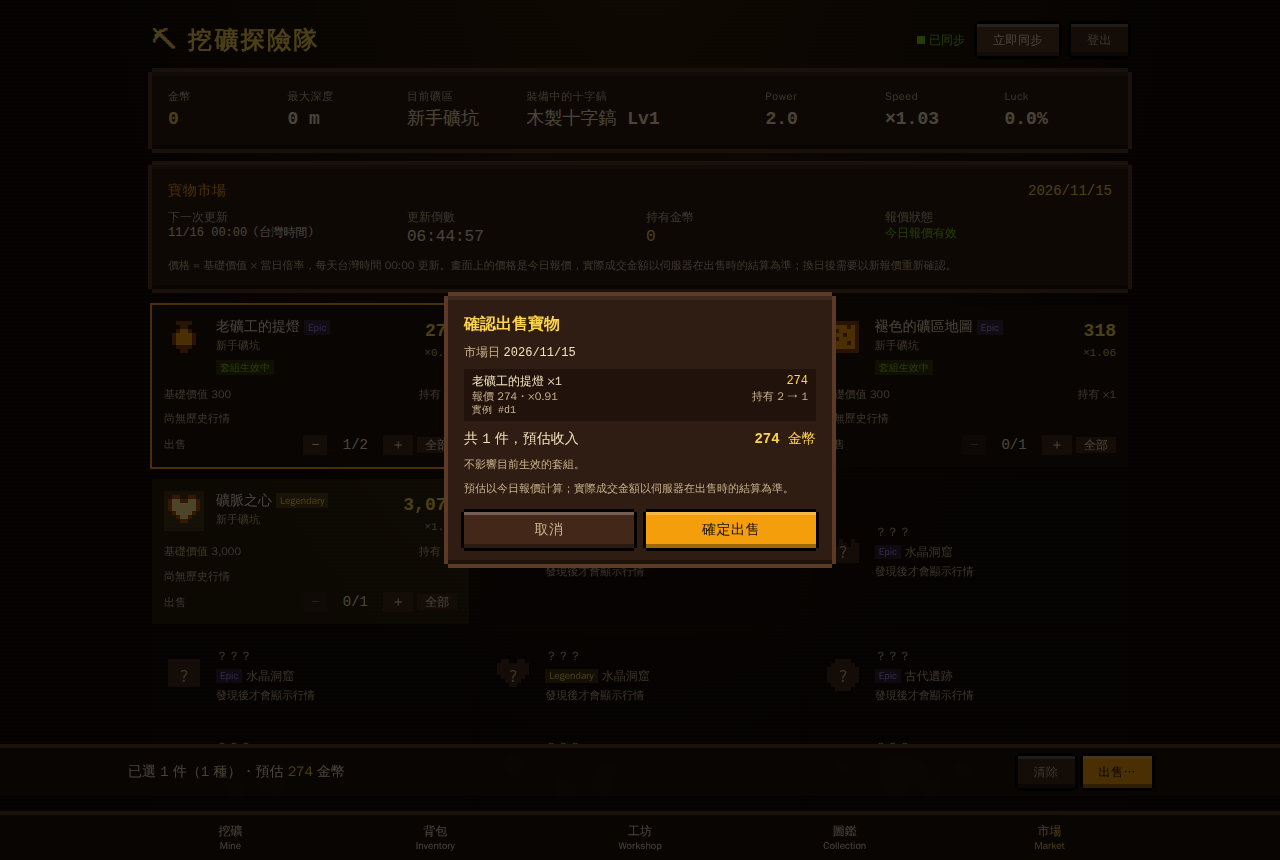 挖礦探險隊
已同步
立即同步
登出
金幣
最大深度
目前礦區
裝備中的十字鎬
Power
Speed
Luck
0
0 m
新手礦坑
木製十字鎬 Lv1
2.0
×1.03
0.0%
寶物市場
2026/11/15
下一次更新
更新倒數
持有金幣
報價狀態
11/16 00:00 (台灣時間)
06:44:57
0
今日報價有效
價格 = 基礎價值 × 當日倍率，每天台灣時間 00:00 更新。畫面上的價格是今日報價，實際成交金額以伺服器在出售時的結算為準；換日後需要以新報價重新確認。
老礦工的提燈 Epic
27
新手礦坑
×0.
套組生效中
基礎價值 300
持有
尚無歷史行情
出售
−
1/2
+
全部
褪色的礦區地圖 Epic
318
新手礦坑
×1.06
套組生效中
值 300
持有 ×1
史行情
−
0/1
+
全部
確認出售寶物
市場日 2026/11/15
老礦工的提燈 ×1
274
報價 274 · ×0.91
持有 2 → 1
實例 #d1
共 1 件，預估收入
274 金幣
不影響目前生效的套組。
預估以今日報價計算；實際成交金額以伺服器在出售時的結算為準。
取消
確定出售
礦脈之心 Legendary
3,07
新手礦坑
×1.
基礎價值 3,000
持有
尚無歷史行情
出售
−
0/1
+
全部
發現後才會顯示行情
？？？
?
Epic 水晶洞窟
發現後才會顯示行情
？？？
?
Epic 水晶洞窟
發現後才會顯示行情
？？？
?
Legendary 水晶洞窟
發現後才會顯示行情
？？？
?
Epic 古代遺跡
發現後才會顯示行情
已選 1 件（1 種）· 預估 274 金幣
清除
出售…
挖礦
Mine
背包
Inventory
工坊
Workshop
圖鑑
Collection
市場
Market